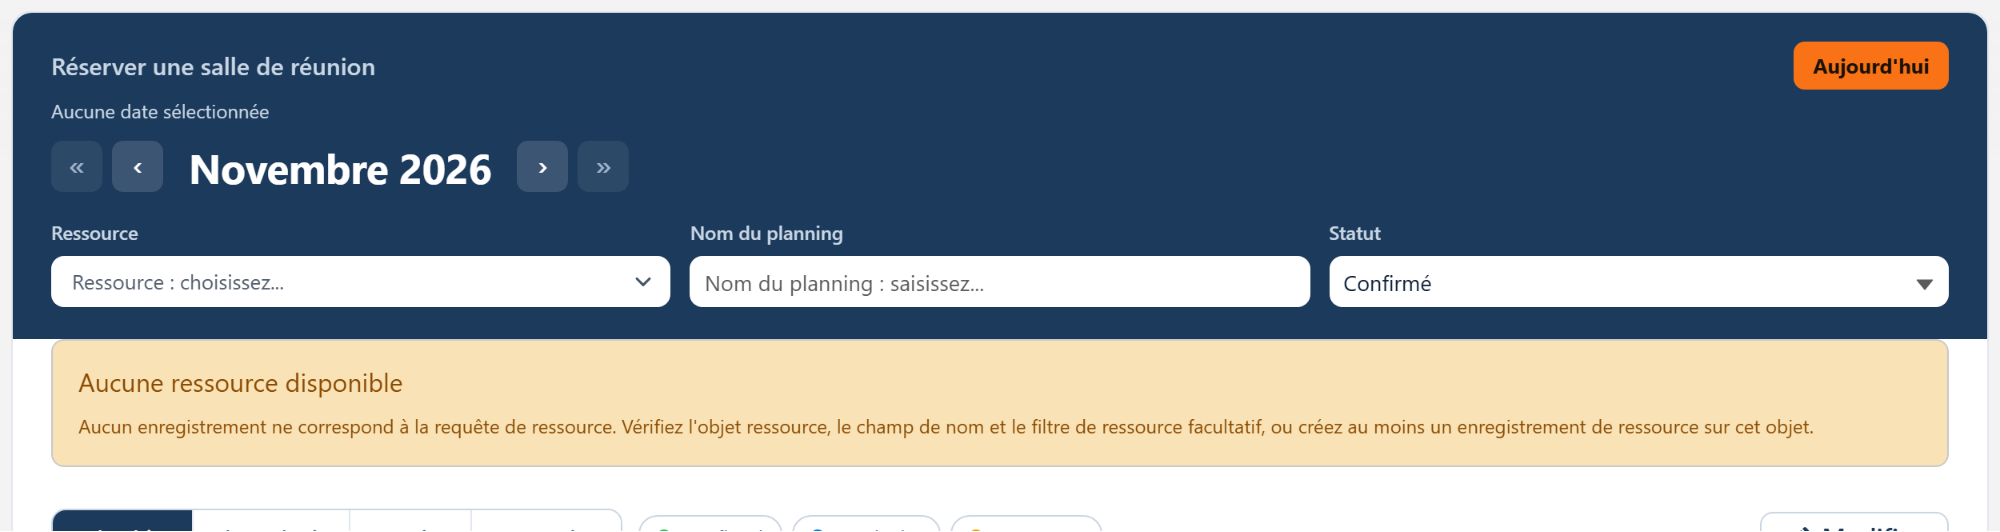 Réserver une salle de réunion
Aujourd'hui
Aucune date sélectionnée
« ‹ Novembre 2026 › »
Ressource
Nom du planning
Statut
Ressource : choisissez...
Nom du planning : saisissez...
Confirmé
Aucune ressource disponible
Aucun enregistrement ne correspond à la requête de ressource. Vérifiez l'objet ressource, le champ de nom et le filtre de ressource facultatif, ou créez au moins un enregistrement de ressource sur cet objet.